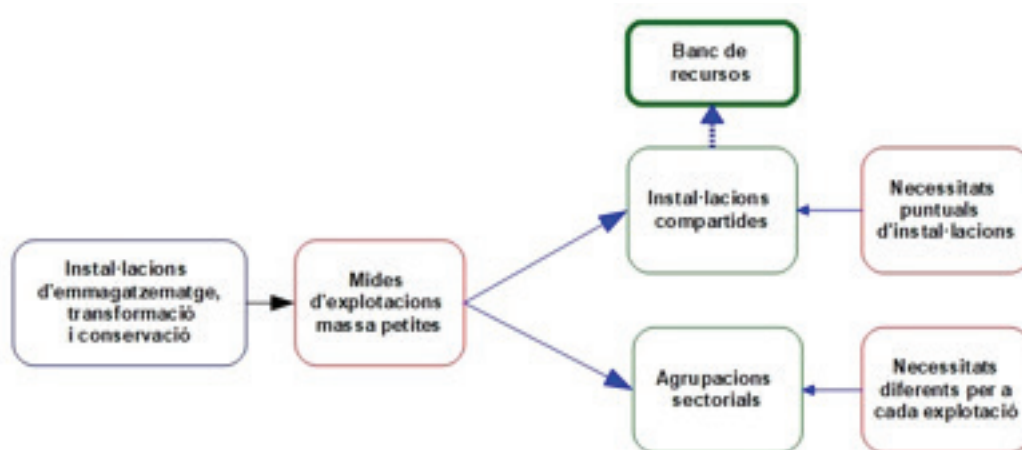 Banc de
recursos
Instal·lacions
compartides
Necessitats
puntuals
d'instal·lacions
Instal·lacions
d'emmagatzematge,
transformació
i conservació
Mides
d'explotacions
massa petites
Agrupacions
sectorials
Necessitats
diferents per a
cada explotació